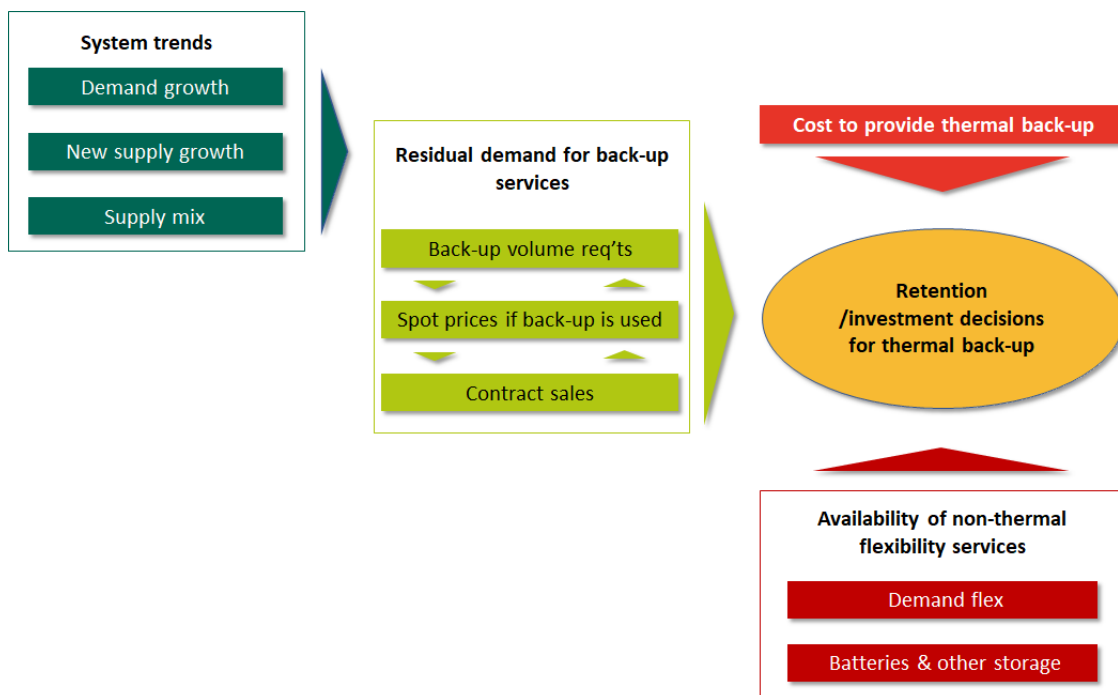 System trends
Demand growth
New supply growth
Supply mix
Residual demand for back-up
services
Back-up volume req'ts
Spot prices if back-up is used
Contract sales
Cost to provide thermal back-up
Retention
/investment decisions
for thermal back-up
Availability of non-thermal
flexibility services
Demand flex
Batteries & other storage